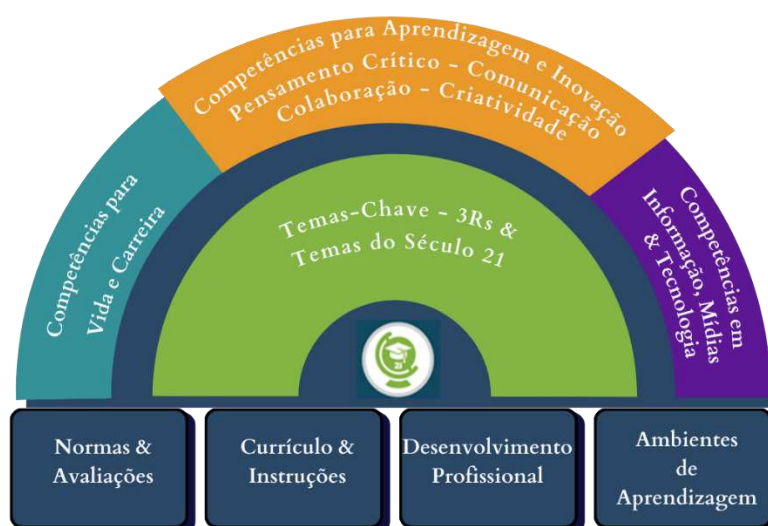 Competências para Aprendizagem e Inovação
Pensamento Crítico - Comunicação
Colaboração - Criatividade
Competências para
Vida e Carreira
Temas-Chave - 3Rs &
Temas do Século 21
Competências em
Informação, Mídias
& Tecnologia
21
Normas &
Avaliações
Currículo &
Instruções
Desenvolvimento
Profissional
Ambientes
de
Aprendizagem